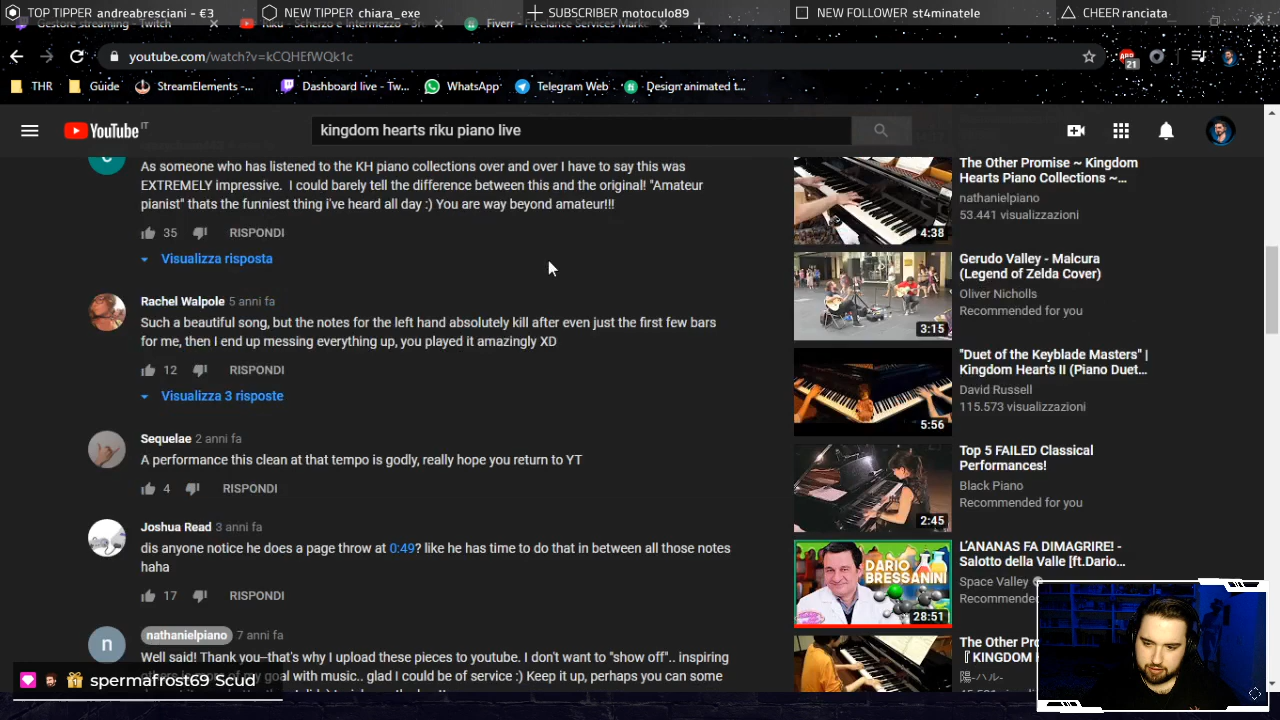 TOP TIPPER andreabresciani - €3
NEW TIPPER chiara_exe
SUBSCRIBER motoculo89
NEW FOLLOWER st4minatele
CHEER ranciata
youtube.com/watch?v=kCQHEfWQk1c
21
THR
Guide
StreamElements -...
Dashboard live - Tw...
WhatsApp
Telegram Web
Design animated t...
YouTube IT
kingdom hearts riku piano live
As someone who has listened to the KH piano collections over and over I have to say this was
EXTREMELY impressive. I could barely tell the difference between this and the original! "Amateur
pianist" thats the funniest thing i've heard all day :) You are way beyond amateur!!!
35 RISPONDI
Visualizza risposta
Rachel Walpole 5 anni fa
Such a beautiful song, but the notes for the left hand absolutely kill after even just the first few bars
for me, then I end up messing everything up, you played it amazingly XD
12 RISPONDI
Visualizza 3 risposte
Sequelae 2 anni fa
A performance this clean at that tempo is godly, really hope you return to YT
4 RISPONDI
Joshua Read 3 anni fa
dis anyone notice he does a page throw at 0:49? like he has time to do that in between all those notes
haha
17 RISPONDI
n
nathanielpiano 7 anni fa
Well said! Thank you--that's why I upload these pieces to youtube. I don't want to "show off".. inspiring
of my goal with music.. glad I could be of service :) Keep it up, perhaps you can some
spermafrost69 Scud
The Other Promise ~ Kingdom
Hearts Piano Collections ~...
nathanielpiano
53.441 visualizzazioni
4:38
Gerudo Valley - Malcura
(Legend of Zelda Cover)
Oliver Nicholls
Recommended for you
3:15
"Duet of the Keyblade Masters" |
Kingdom Hearts II (Piano Duet...
David Russell
115.573 visualizzazioni
5:56
Top 5 FAILED Classical
Performances!
Black Piano
Recommended for you
2:45
L'ANANAS FA DIMAGRIRE! -
Salotto della Valle [ft.Dario...
Space Valley
Recommende
DARIO
BRESSANINI
28:51
The Other Pro
『KINGDOM
陽-ハル-